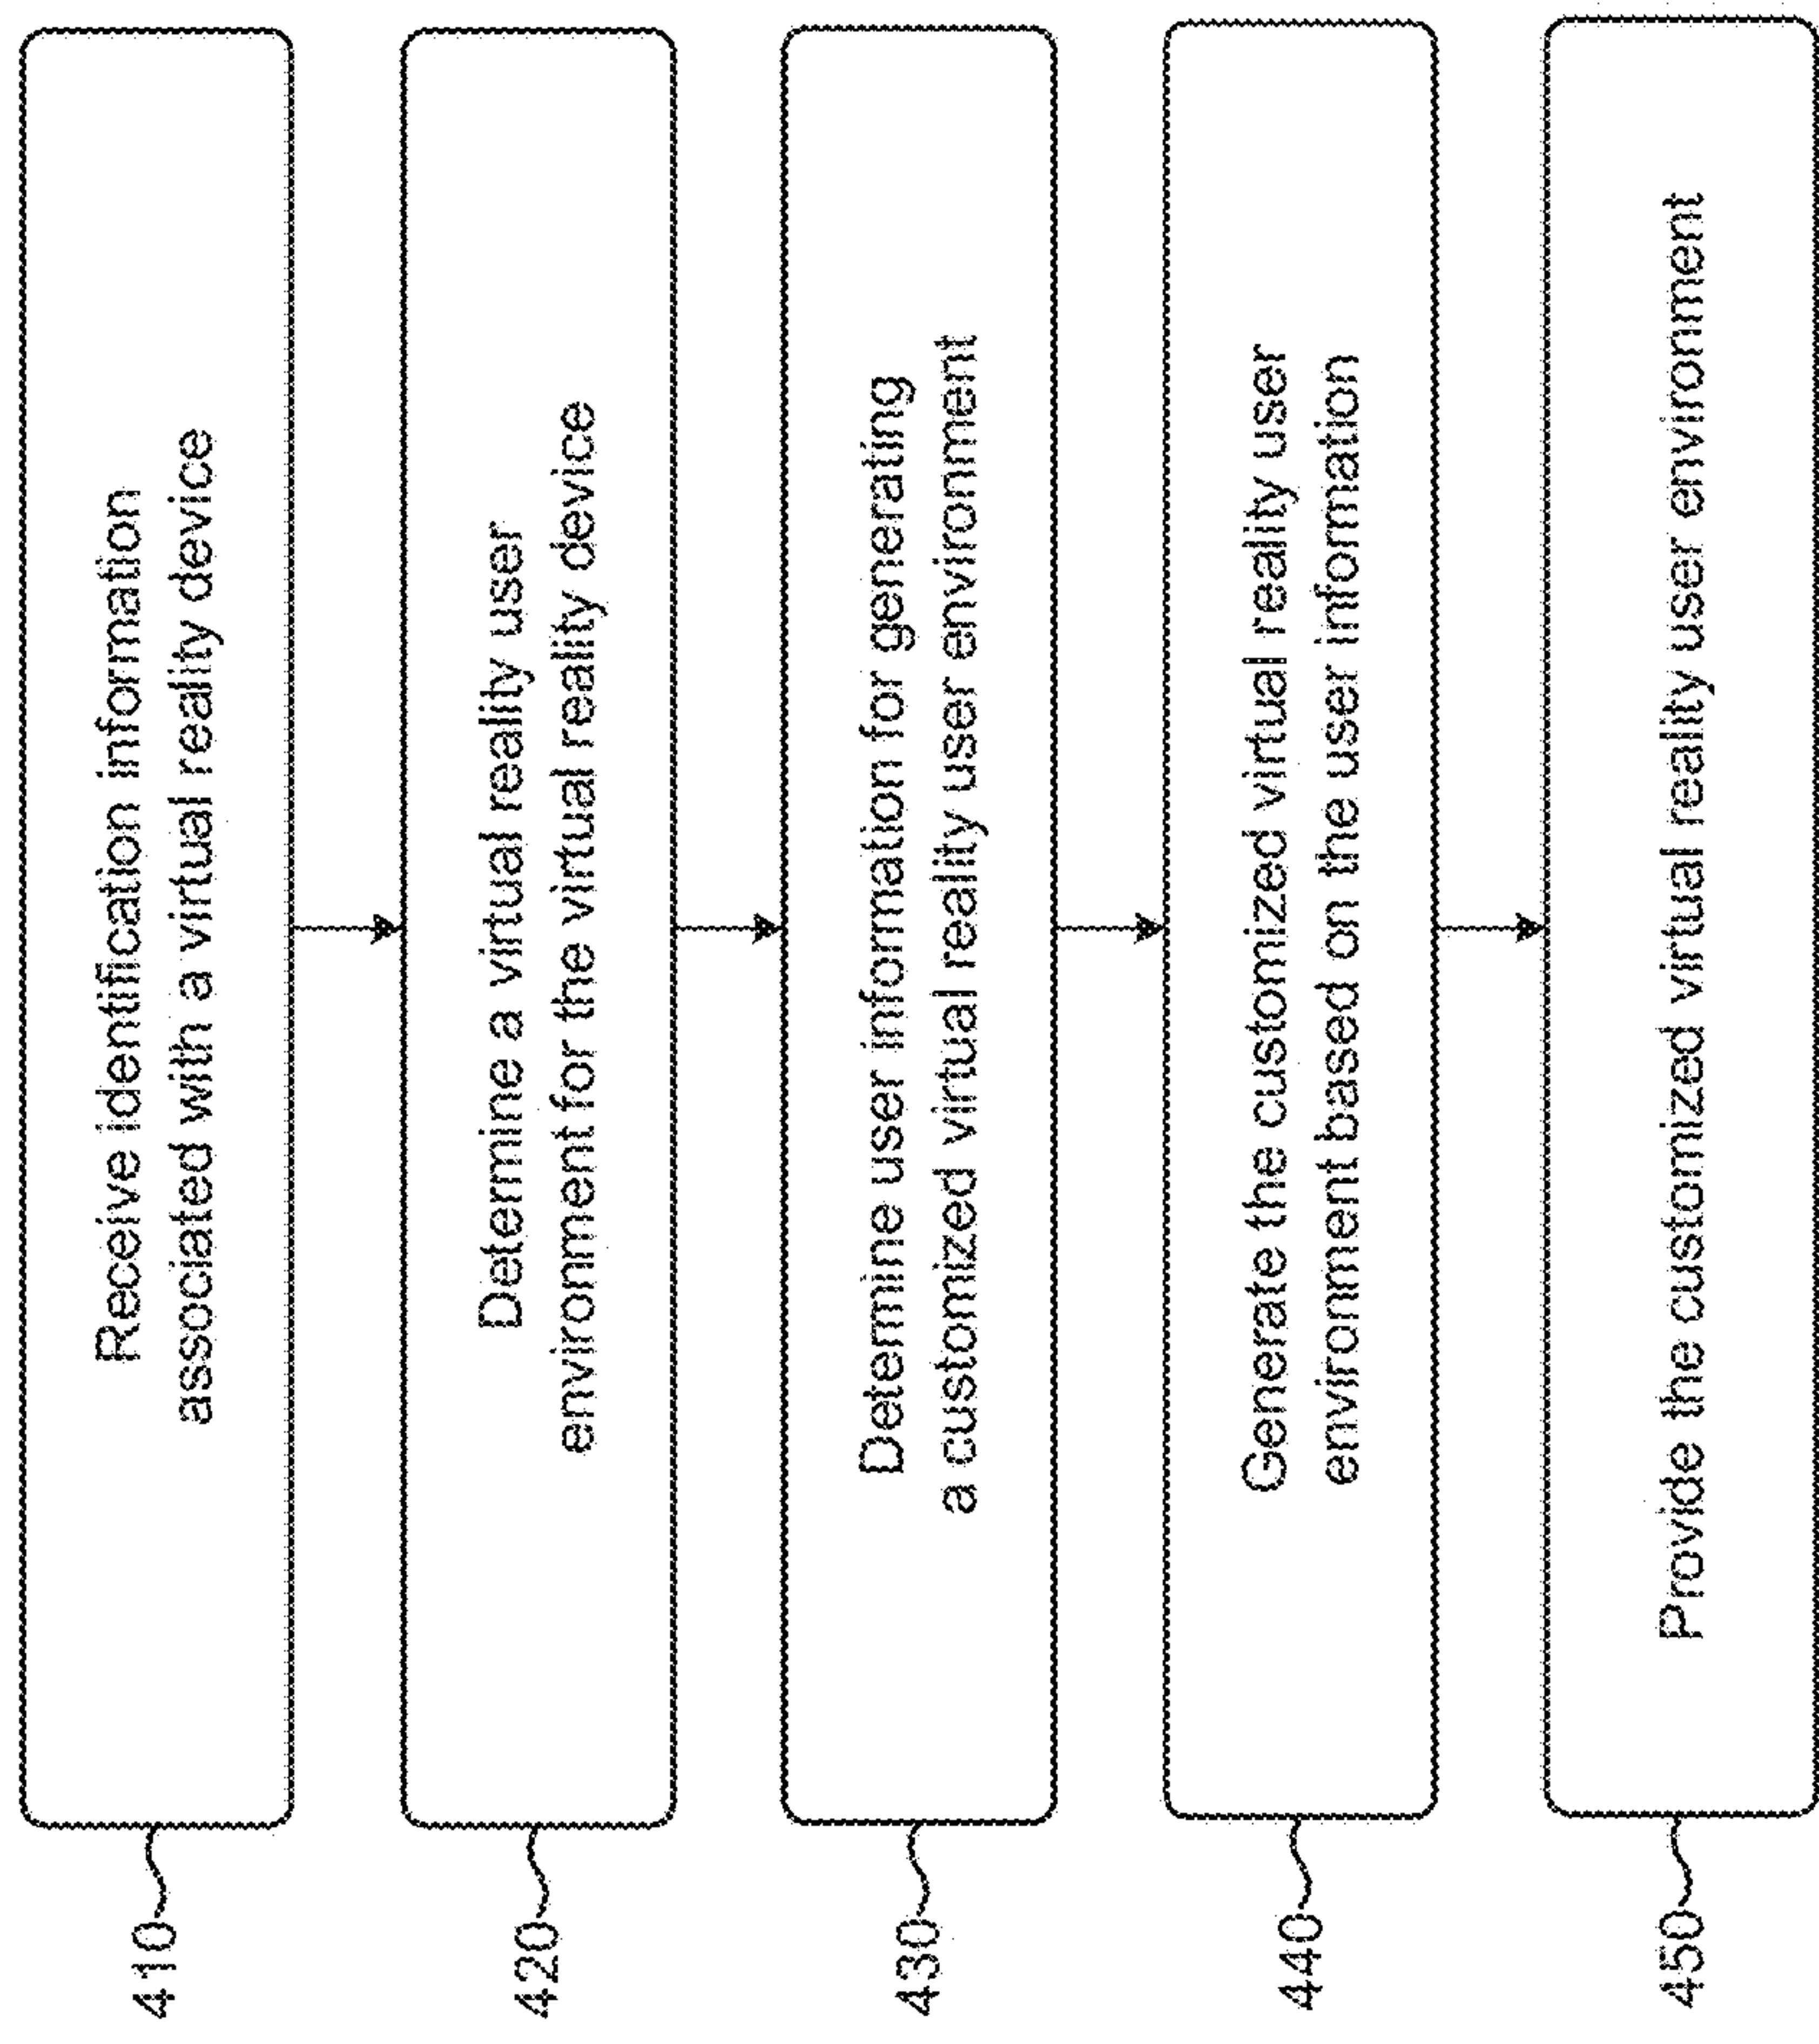 410
Receive identification information
associated with a virtual reality device
420
Determine a virtual reality user
environment for the virtual reality device
430
Determine user information for generating
a customized virtual reality user environment
440
Generate the customized virtual reality user
environment based on the user information
450
Provide the customized virtual reality user environment